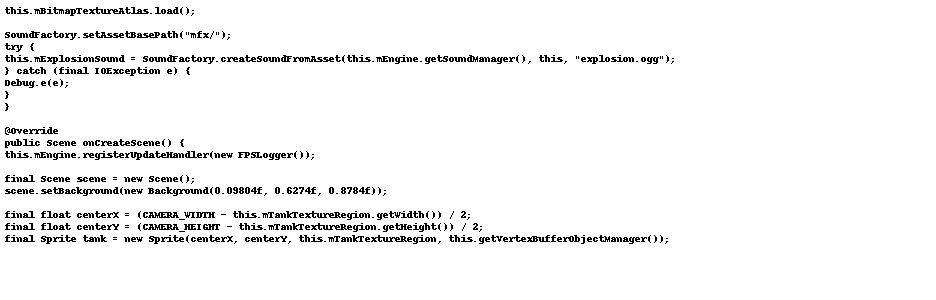 this.mBitmapTextureAtlas.load();
SoundFactory.setAssetBasePath("mfx/");
try {
this.mExplosionSound = SoundFactory.createSoundFromAsset(this.mEngine.getSoundManager(), this, "explosion.ogg");
} catch (final IOException e) {
Debug.e(e);
}
}
@Override
public Scene onCreateScene() {
this.mEngine.registerUpdateHandler(new FPSLogger());
final Scene scene = new Scene();
scene.setBackground(new Background(0.09804f, 0.6274f, 0.8784f));
final float centerX = (CAMERA_WIDTH - this.mTankTextureRegion.getWidth()) / 2;
final float centerY = (CAMERA_HEIGHT - this.mTankTextureRegion.getHeight()) / 2;
final Sprite tank = new Sprite(centerX, centerY, this.mTankTextureRegion, this.getVertexBufferObjectManager());